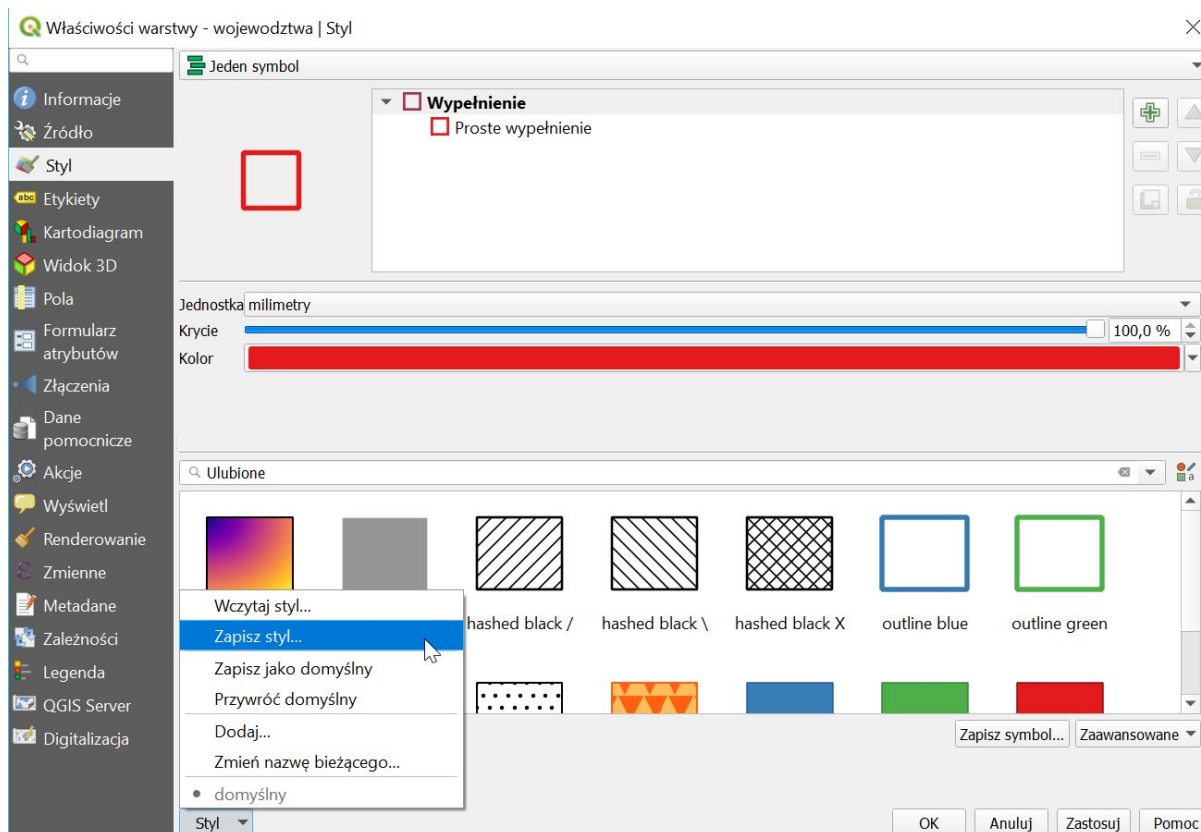 Właściwości warstwy - wojewodztwa | Styl
Informacje
Źródło
Styl
Etykiety
Kartodiagram
Widok 3D
Pola
Formularz
atrybutów
Złączenia
Dane
pomocnicze
Akcje
Wyświetl
Renderowanie
Zmienne
Metadane
Zależności
Legenda
QGIS Server
Digitalizacja
Jeden symbol
Wypełnienie
Proste wypełnienie
Jednostka milimetry
Krycie 100,0 %
Kolor
Ulubione
hashed black /
hashed black \
hashed black X
outline blue
outline green
Wczytaj styl...
Zapisz styl...
Zapisz jako domyślny
Przywróć domyślny
Dodaj...
Zmień nazwę bieżącego...
domyślny
Zapisz symbol...
Zaawansowane
Styl
OK
Anuluj
Zastosuj
Pomoc